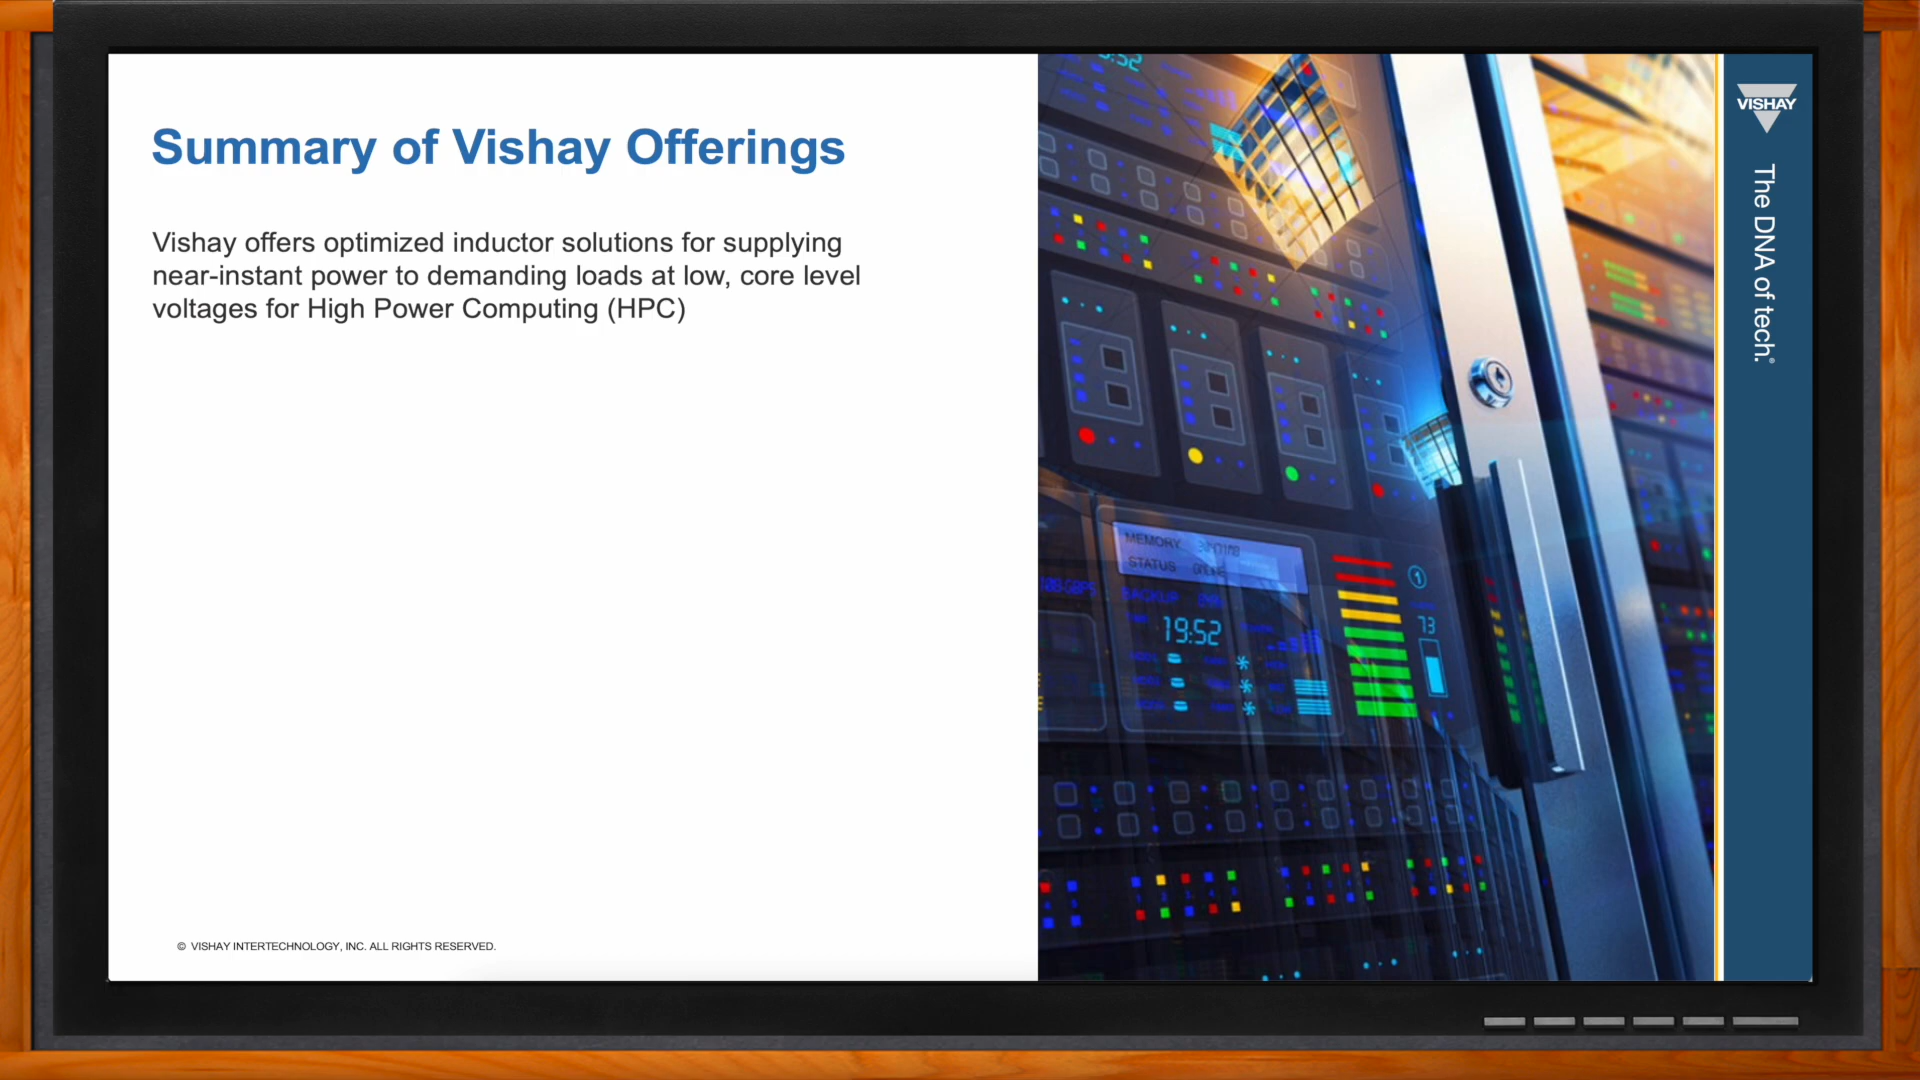 Summary of Vishay Offerings
Vishay offers optimized inductor solutions for supplying
near-instant power to demanding loads at low, core level
voltages for High Power Computing (HPC)
© VISHAY INTERTECHNOLOGY, INC. ALL RIGHTS RESERVED.
VISHAY
The DNA of tech.®
MEMORY
STATUS
BACKUP
19:52
1
73